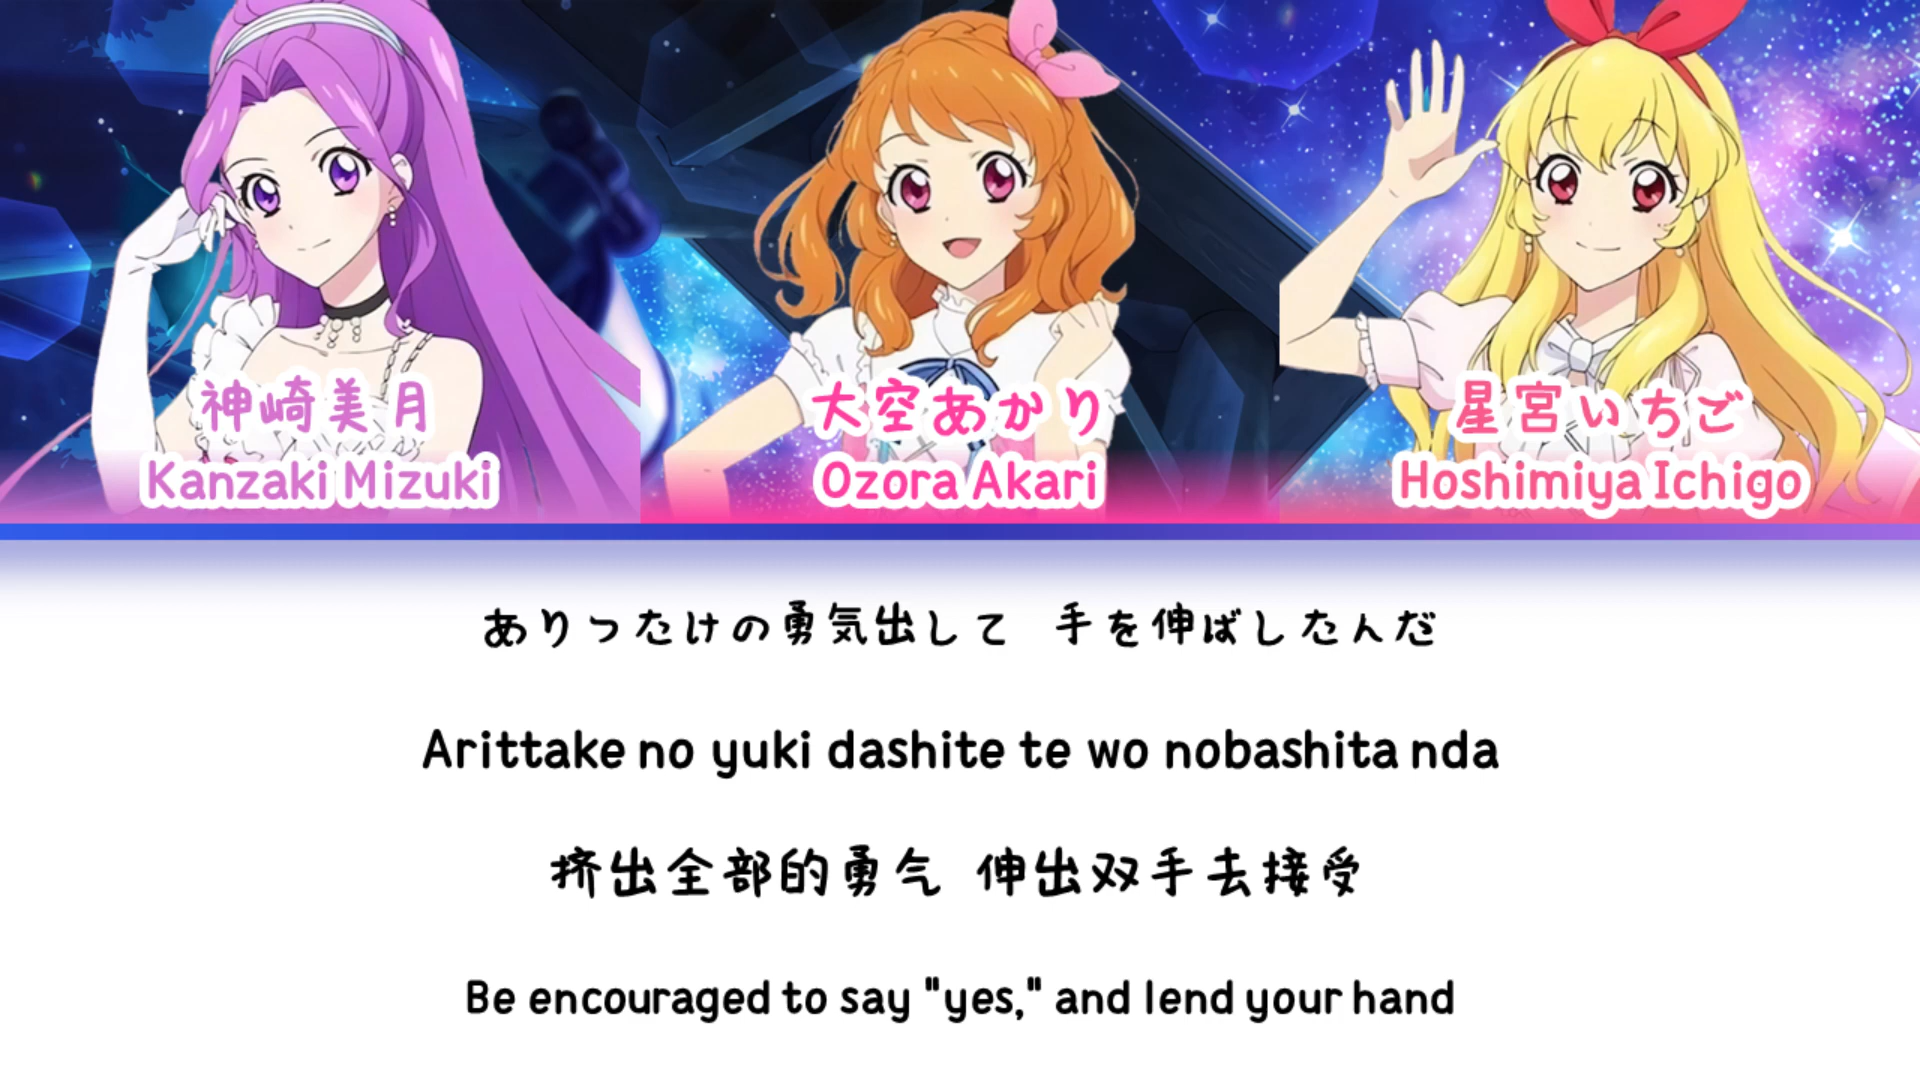 神崎美月
Kanzaki Mizuki
大空あかり
Ozora Akari
星宮いちご
Hoshimiya Ichigo
ありったけの勇気出して 手を伸ばしたんだ
Arittake no yuki dashite te wo nobashita nda
挤出全部的勇气 伸出双手去接受
Be encouraged to say "yes," and lend your hand